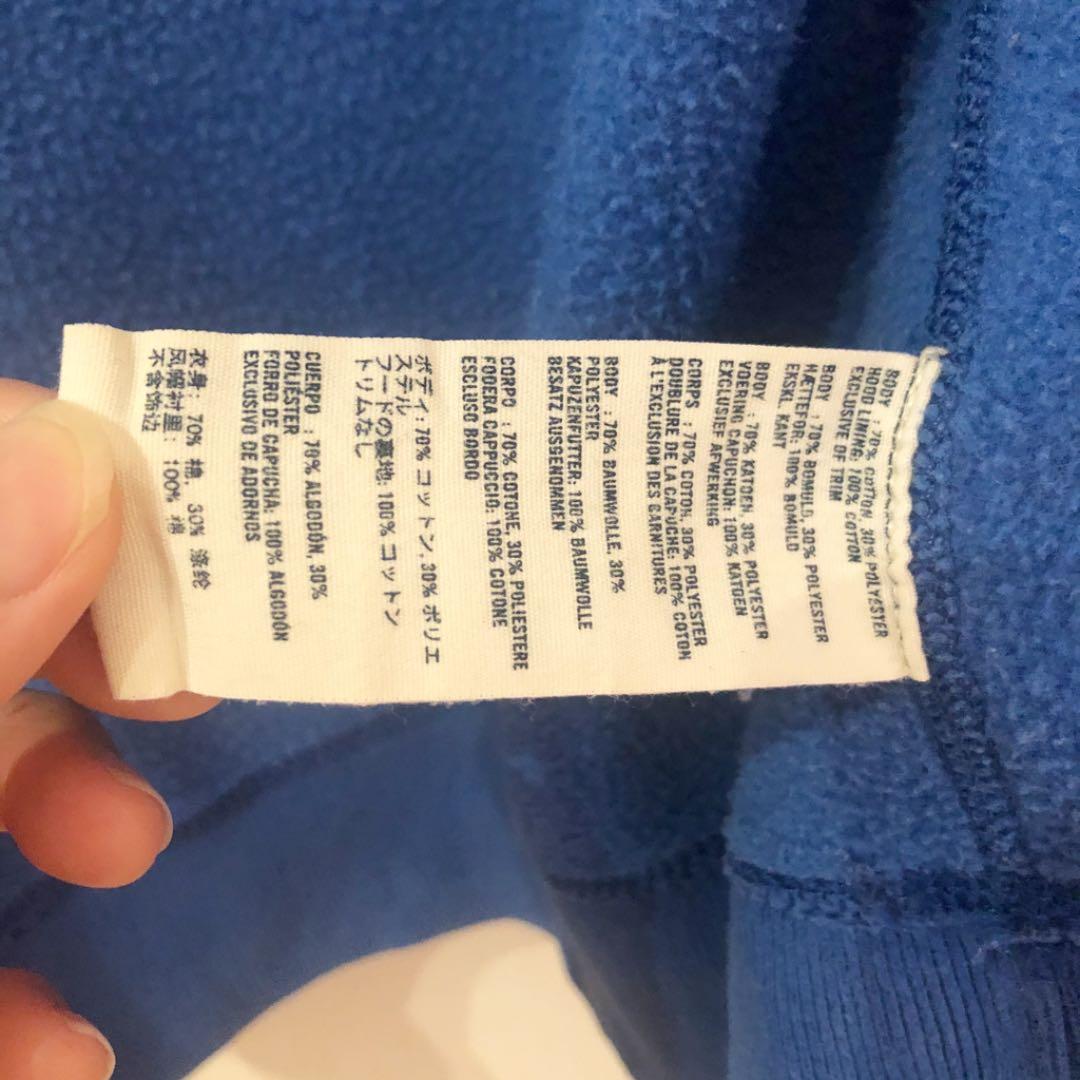 BODY : 70% COTTON, 30% POLYESTER
HOOD LINING: 100% COTTON
EXCLUSIVE OF TRIM
BODY : 70% BOMULD, 30% POLYESTER
HÆTTEFOR: 100% BOMULD
EKSKL. KANT
BODY : 70% KATOEN, 30% POLYESTER
VOERING CAPUCHON: 100% KATOEN
EXCLUSIEF AFWERKING
CORPS : 70% COTON, 30% POLYESTER
DOUBLURE DE LA CAPUCHE: 100% COTON
À L'EXCLUSION DES GARNITURES
BODY : 70% BAUMWOLLE, 30%
POLYESTER
KAPUZENFUTTER: 100% BAUMWOLLE
BESATZ AUSGENOMMEN
CORPO : 70% COTONE, 30% POLIESTERE
FODERA CAPPUCCIO: 100% COTONE
ESCLUSO BORDO
ボディ: 70% コットン, 30% ポリエ
ステル
フードの裏地: 100% コットン
トリムなし
CUERPO : 70% ALGODÓN, 30%
POLIÉSTER
FORRO DE CAPUCHA: 100% ALGODÓN
EXCLUSIVO DE ADORNOS
衣身: 70% 棉, 30% 涤纶
风帽衬里: 100% 棉
不含饰边